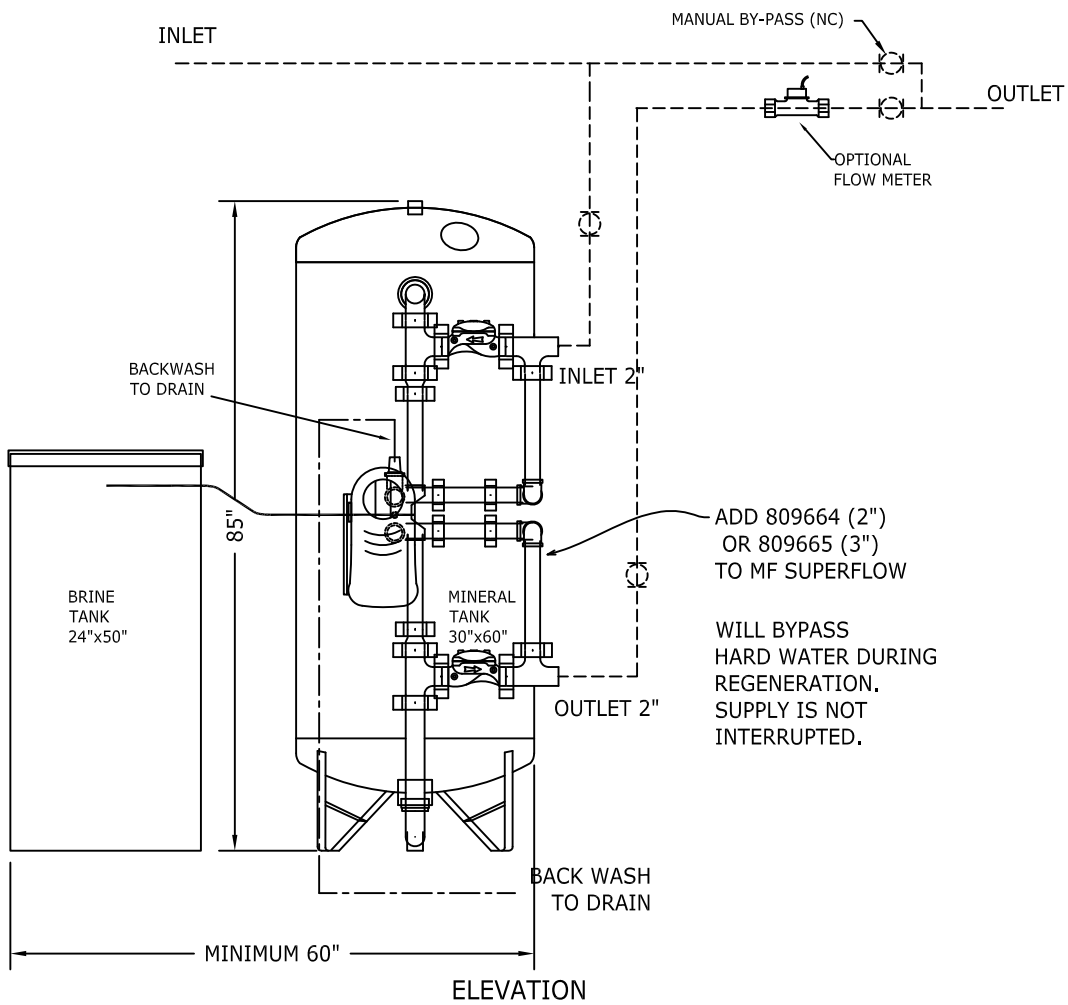 MANUAL BY-PASS (NC)
INLET
OUTLET
OPTIONAL
FLOW METER
BACKWASH
TO DRAIN
INLET 2"
85"
ADD 809664 (2")
OR 809665 (3")
TO MF SUPERFLOW
BRINE
TANK
24"x50"
MINERAL
TANK
30"x60"
WILL BYPASS
HARD WATER DURING
REGENERATION.
SUPPLY IS NOT
INTERRUPTED.
OUTLET 2"
BACK WASH
TO DRAIN
MINIMUM 60"
ELEVATION